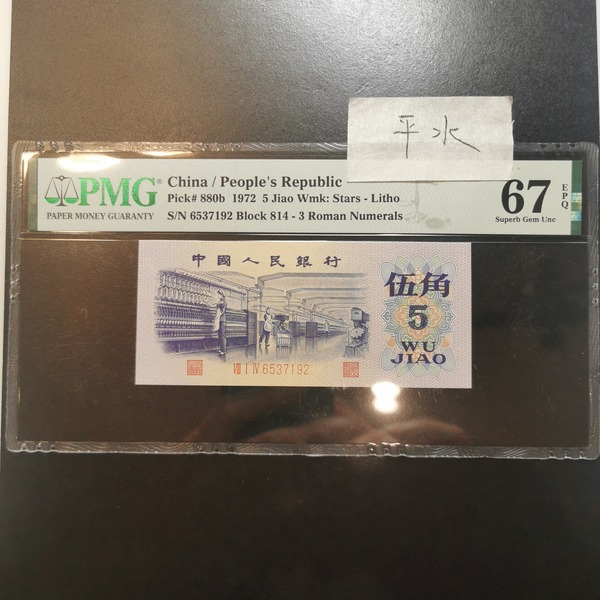 平水
PMG
PAPER MONEY GUARANTY
China / People's Republic
Pick# 880b 1972 5 Jiao Wmk: Stars - Litho
S/N 6537192 Block 814 - 3 Roman Numerals
67 EPQ
Superb Gem Unc
中國人民銀行
伍角
5
WU
JIAO
VIII I IV 6537192